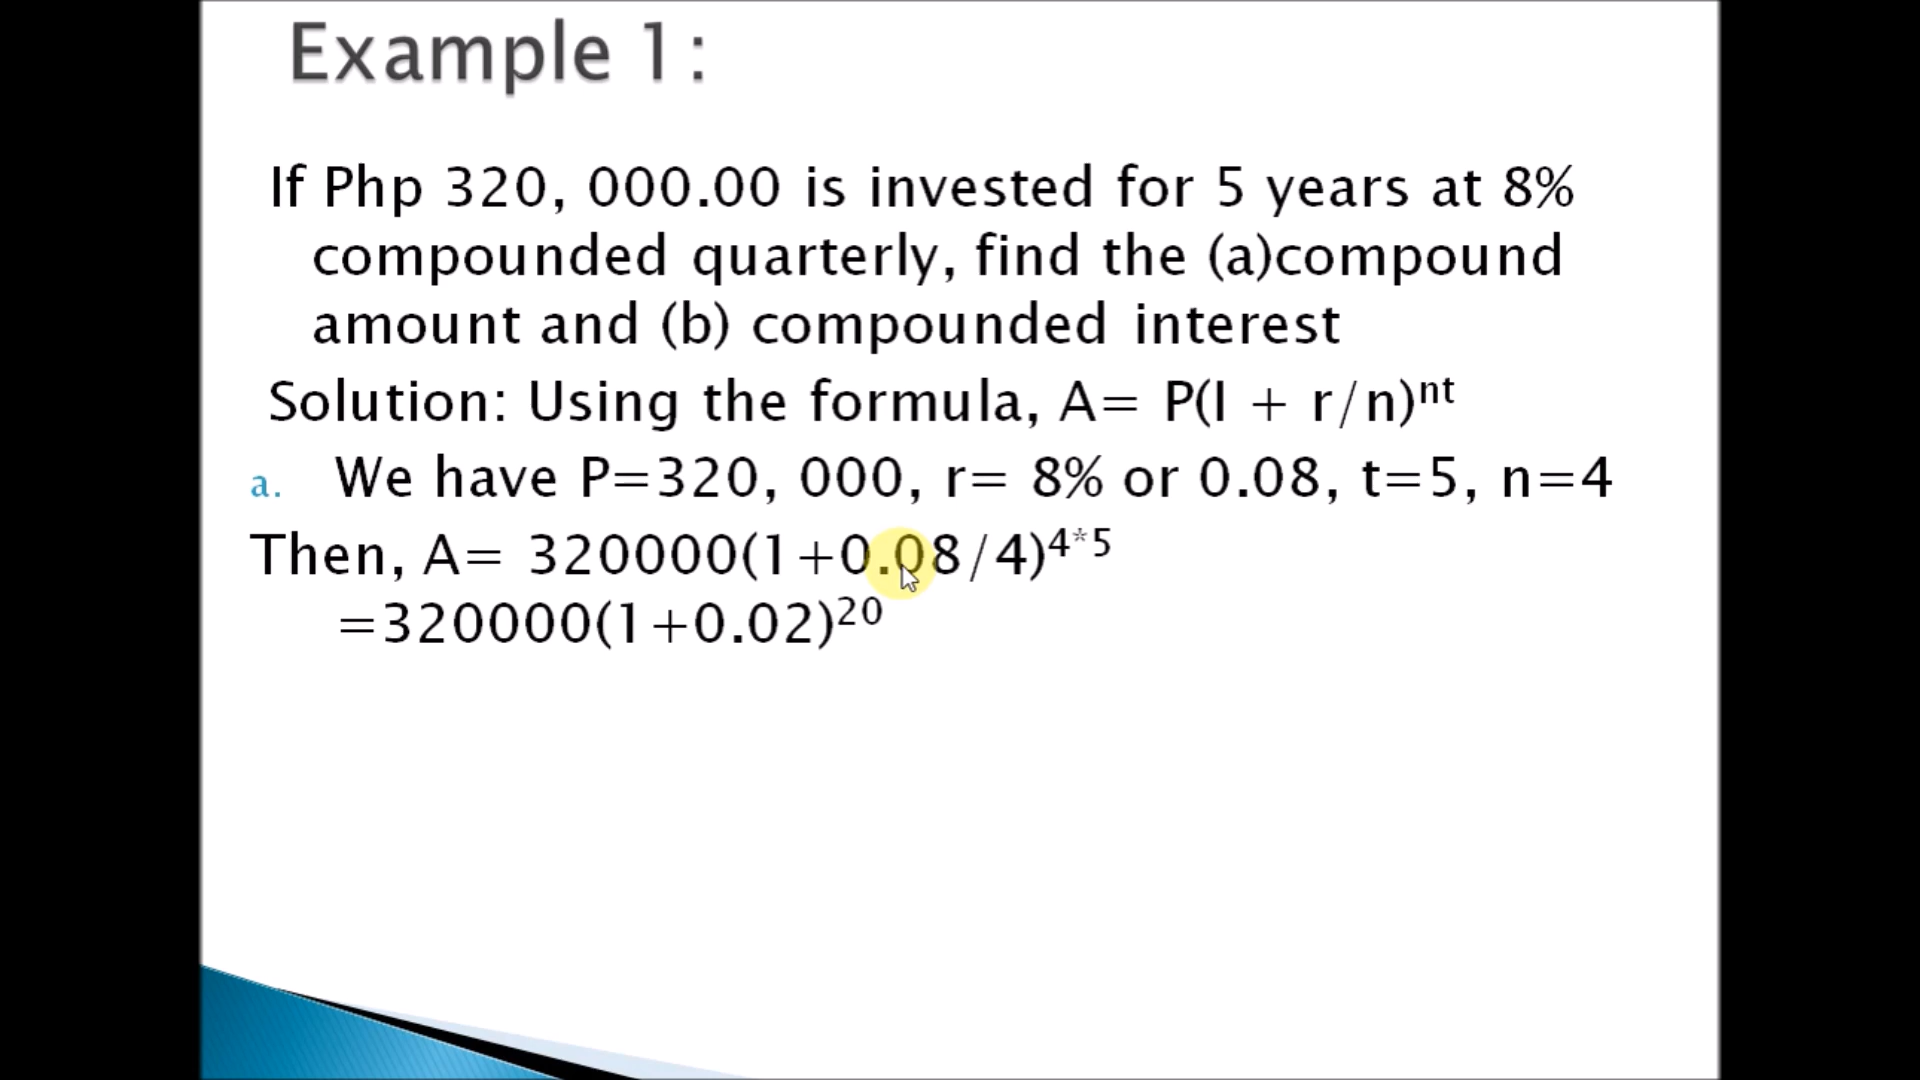 Example 1:
If Php 320, 000.00 is invested for 5 years at 8%
compounded quarterly, find the (a)compound
amount and (b) compounded interest
Solution: Using the formula, A= P(I + r/n)ⁿᵗ
a. We have P=320, 000, r= 8% or 0.08, t=5, n=4
Then, A= 320000(1+0.08/4)⁴*⁵
=320000(1+0.02)²⁰